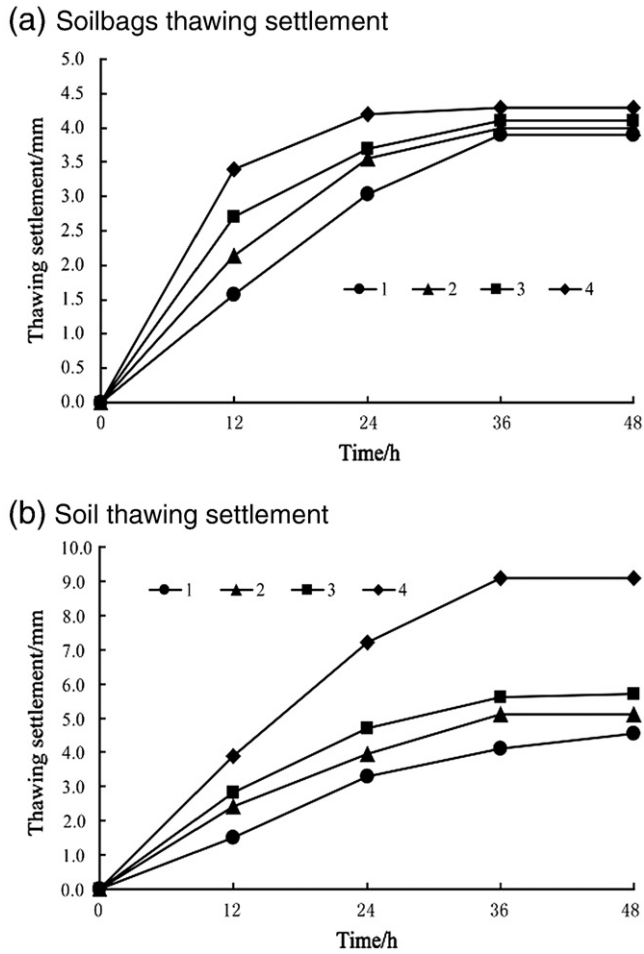 (a) Soilbags thawing settlement
5.0
4.5
4.0
3.5
3.0
2.5
2.0
1.5
1.0
0.5
0.0
Thawing settlement/mm
1 2 3 4
0 12 24 36 48
Time/h
(b) Soil thawing settlement
10.0
9.0
8.0
7.0
6.0
5.0
4.0
3.0
2.0
1.0
0.0
Thawing settlement/mm
1 2 3 4
0 12 24 36 48
Time/h